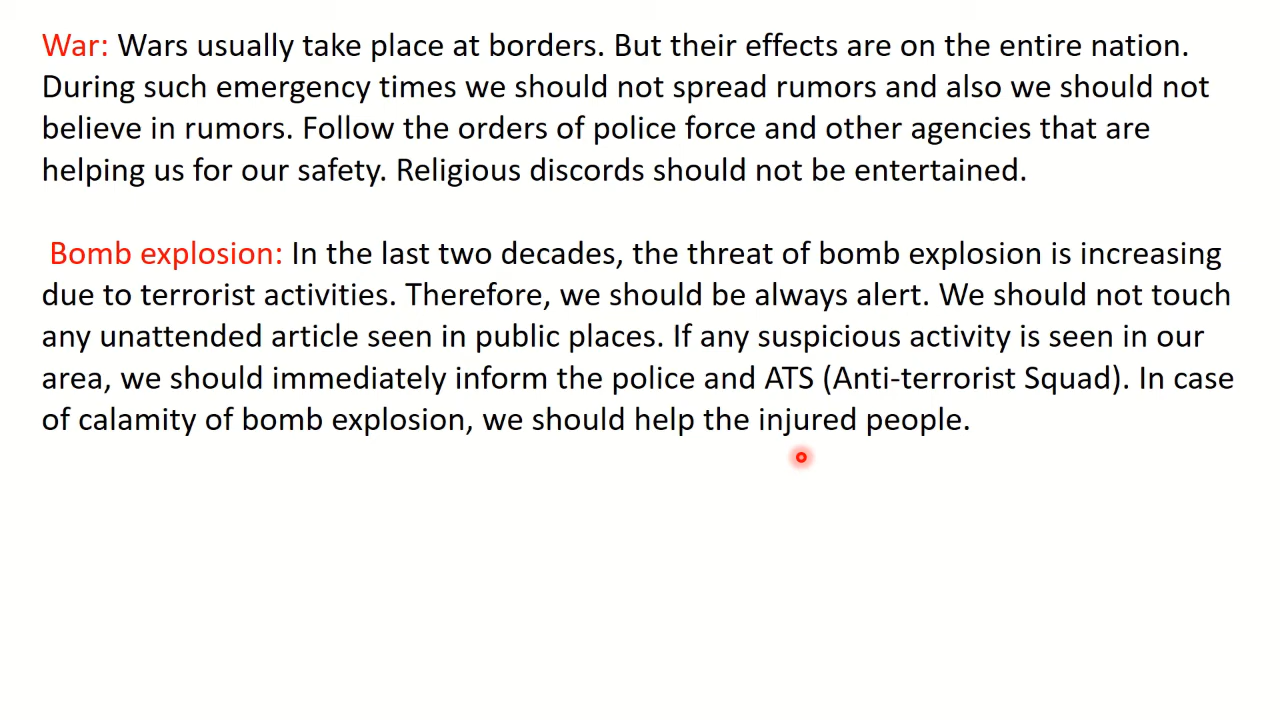 War: Wars usually take place at borders. But their effects are on the entire nation.
During such emergency times we should not spread rumors and also we should not
believe in rumors. Follow the orders of police force and other agencies that are
helping us for our safety. Religious discords should not be entertained.
Bomb explosion: In the last two decades, the threat of bomb explosion is increasing
due to terrorist activities. Therefore, we should be always alert. We should not touch
any unattended article seen in public places. If any suspicious activity is seen in our
area, we should immediately inform the police and ATS (Anti-terrorist Squad). In case
of calamity of bomb explosion, we should help the injured people.